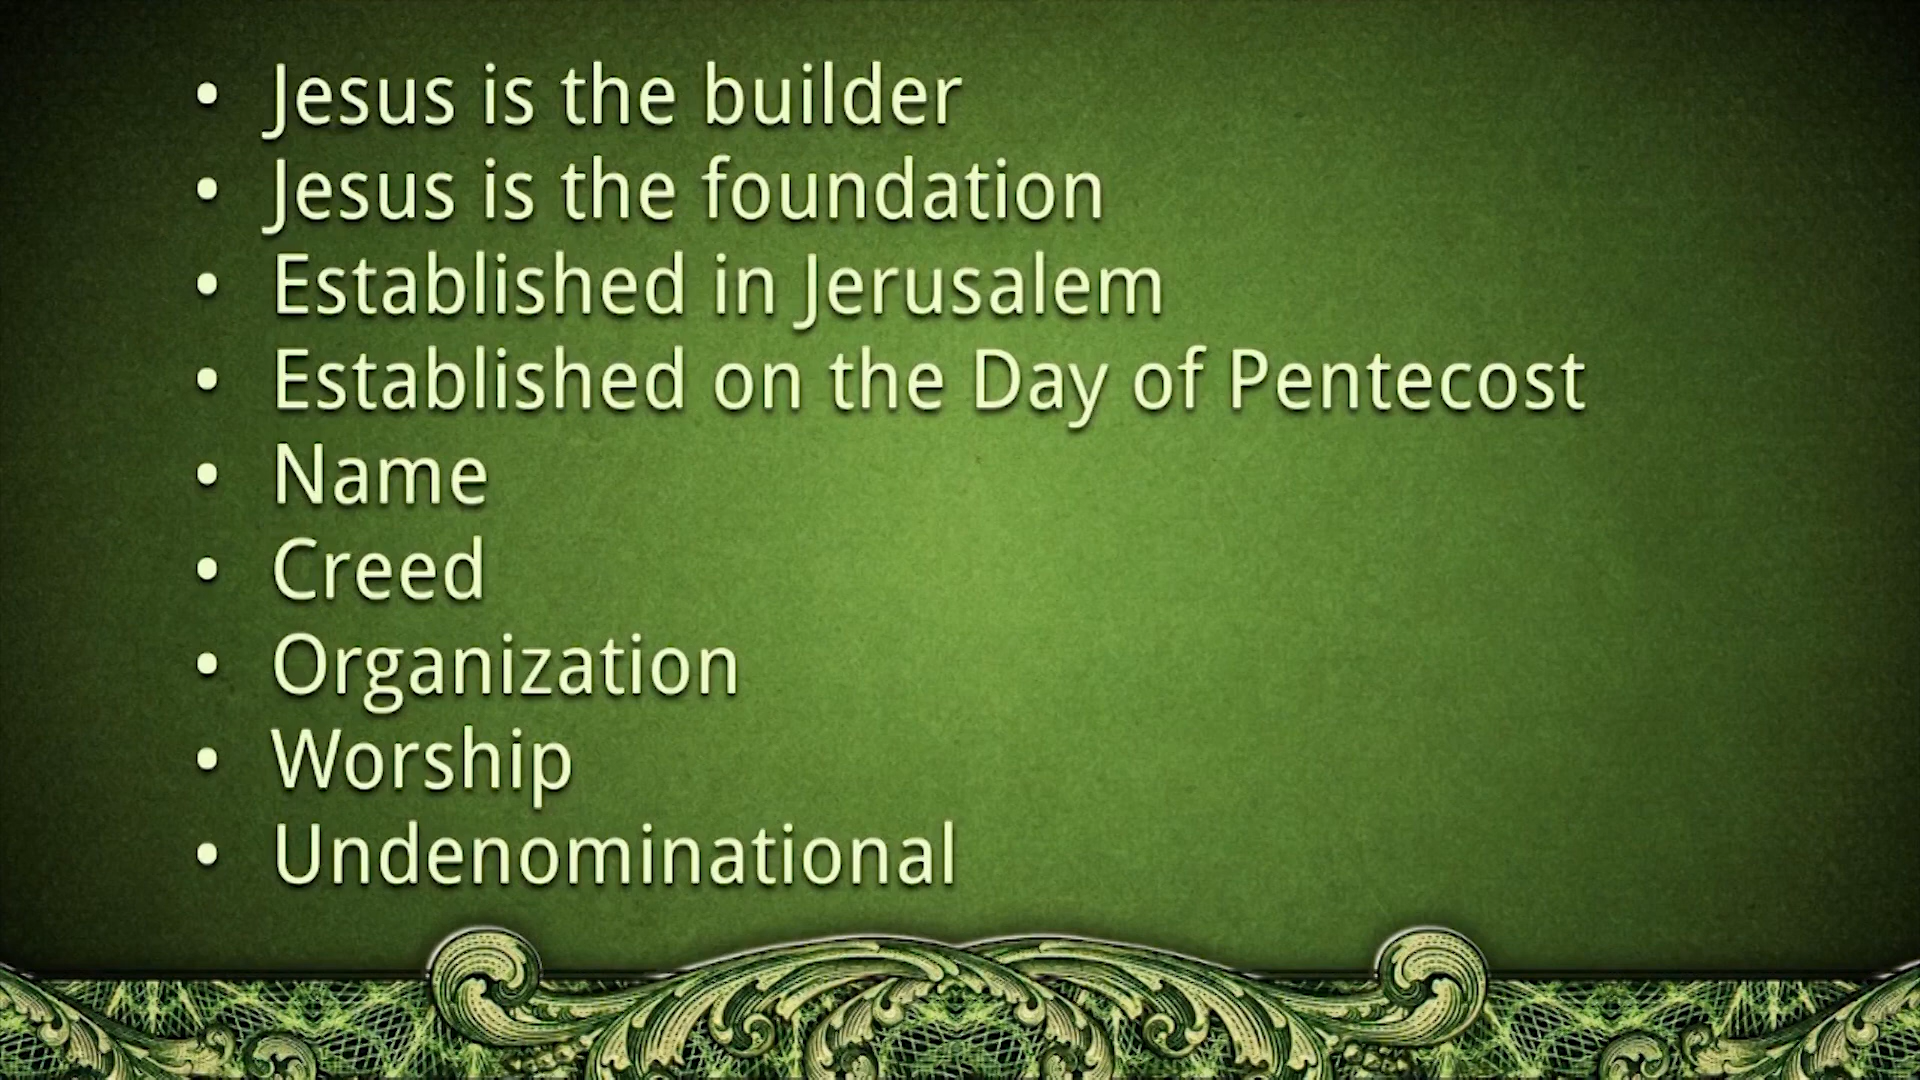 • Jesus is the builder
• Jesus is the foundation
• Established in Jerusalem
• Established on the Day of Pentecost
• Name
• Creed
• Organization
• Worship
• Undenominational